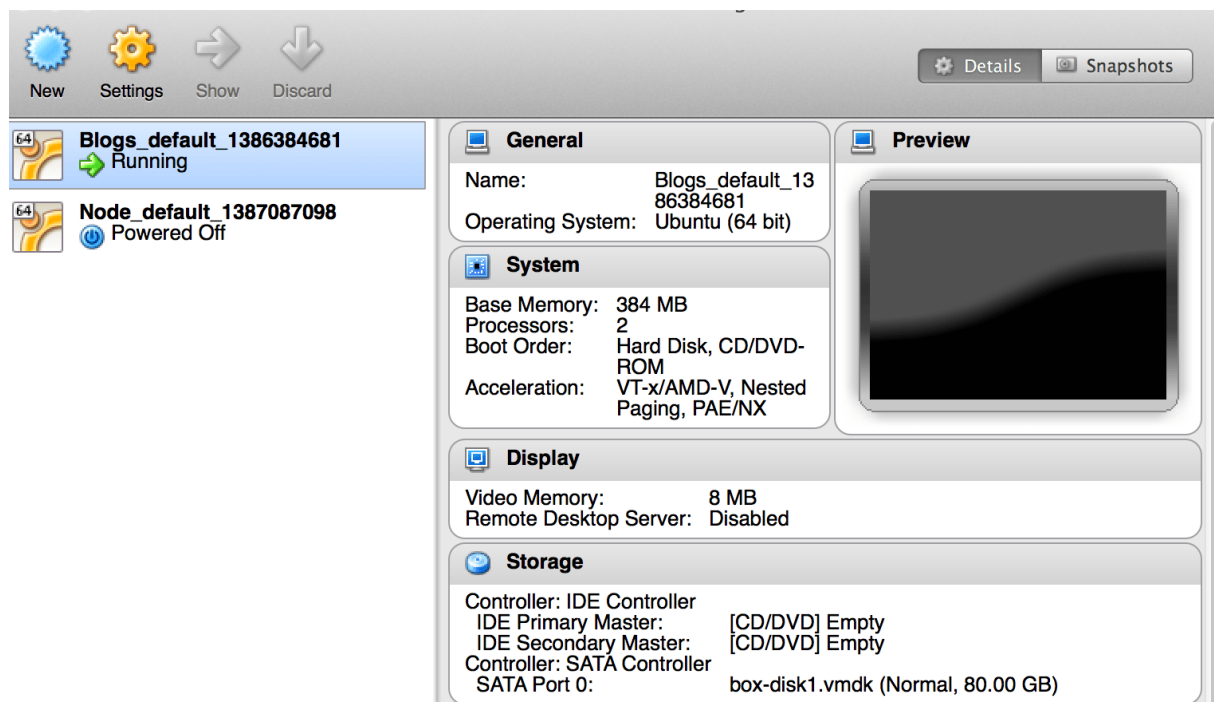 New Settings Show Discard
Details Snapshots
64 Blogs_default_1386384681
Running
64 Node_default_1387087098
Powered Off
General
Name: Blogs_default_13
86384681
Operating System: Ubuntu (64 bit)
System
Base Memory: 384 MB
Processors: 2
Boot Order: Hard Disk, CD/DVD-
ROM
Acceleration: VT-x/AMD-V, Nested
Paging, PAE/NX
Preview
Display
Video Memory: 8 MB
Remote Desktop Server: Disabled
Storage
Controller: IDE Controller
IDE Primary Master: [CD/DVD] Empty
IDE Secondary Master: [CD/DVD] Empty
Controller: SATA Controller
SATA Port 0: box-disk1.vmdk (Normal, 80.00 GB)